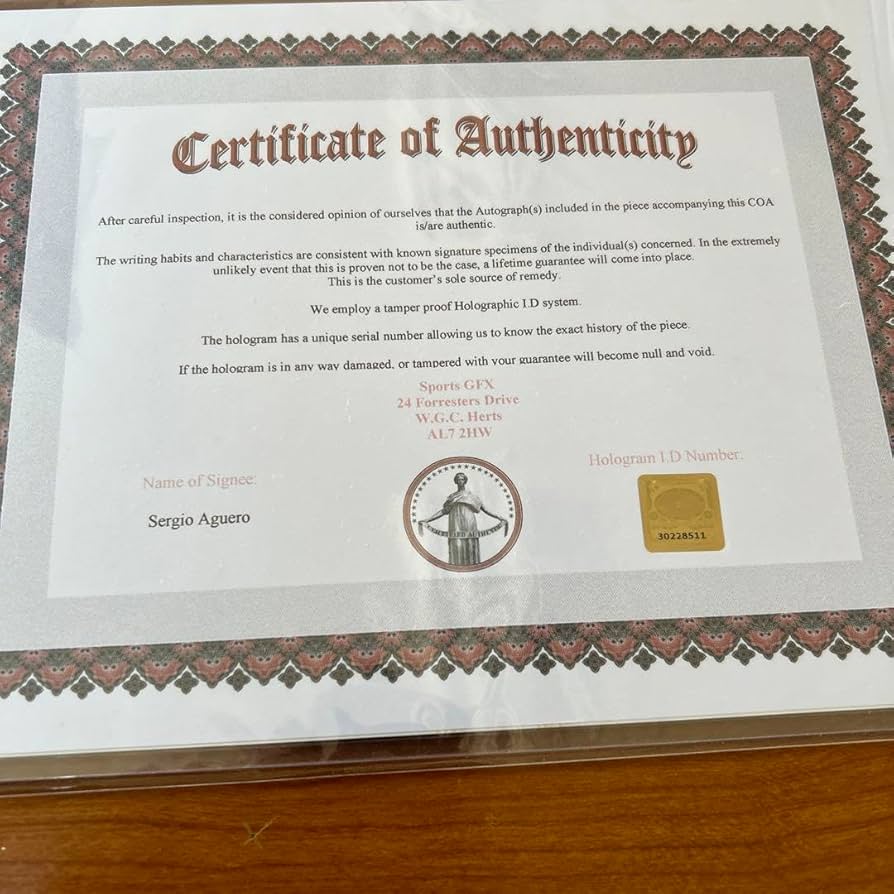 Certificate of Authenticity
After careful inspection, it is the considered opinion of ourselves that the Autograph(s) included in the piece accompanying this COA
is/are authentic.
The writing habits and characteristics are consistent with known signature specimens of the individual(s) concerned. In the extremely
unlikely event that this is proven not to be the case, a lifetime guarantee will come into place.
This is the customer's sole source of remedy.
We employ a tamper proof Holographic I.D system.
The hologram has a unique serial number allowing us to know the exact history of the piece.
If the hologram is in any way damaged, or tampered with your guarantee will become null and void.
Sports GFX
24 Forresters Drive
W.G.C. Herts
AL7 2HW
Name of Signee:
Hologram I.D Number:
Sergio Aguero
30228511